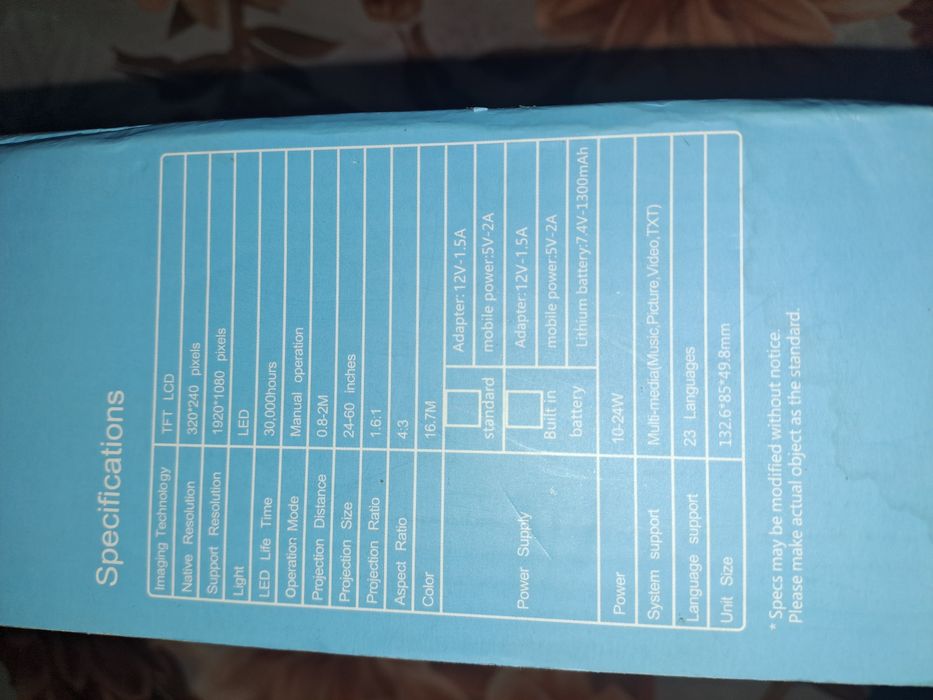 Specifications
Imaging Technology TFT LCD
Native Resolution 320*240 pixels
Support Resolution 1920*1080 pixels
Light LED
LED Life Time 30,000hours
Operation Mode Manual operation
Projection Distance 0.8-2M
Projection Size 24-60 inches
Projection Ratio 1.6:1
Aspect Ratio 4:3
Color 16.7M
Power Supply
standard
Adapter:12V-1.5A
mobile power:5V-2A
Built in
battery
Adapter:12V-1.5A
mobile power:5V-2A
Lithium battery:7.4V-1300mAh
Power 10-24W
System support Multi-media(Music,Picture,Video,TXT)
Language support 23 Languages
Unit Size 132.6*85*49.8mm
* Specs may be modified without notice.
Please make actual object as the standard.